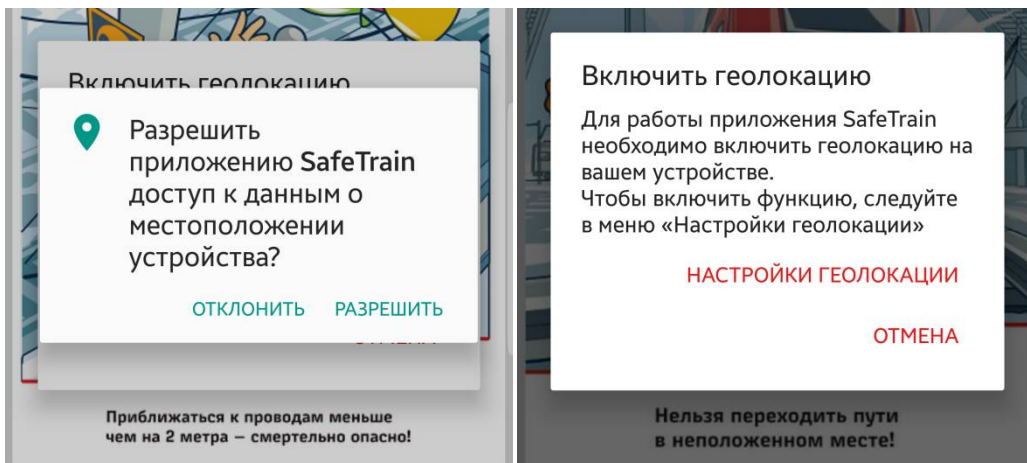 Включить геолокацию
Разрешить
приложению SafeTrain
доступ к данным о
местоположении
устройства?
ОТКЛОНИТЬ РАЗРЕШИТЬ
Приближаться к проводам меньше
чем на 2 метра – смертельно опасно!
Включить геолокацию
Для работы приложения SafeTrain
необходимо включить геолокацию на
вашем устройстве.
Чтобы включить функцию, следуйте
в меню «Настройки геолокации»
НАСТРОЙКИ ГЕОЛОКАЦИИ
ОТМЕНА
Нельзя переходить пути
в неположенном месте!